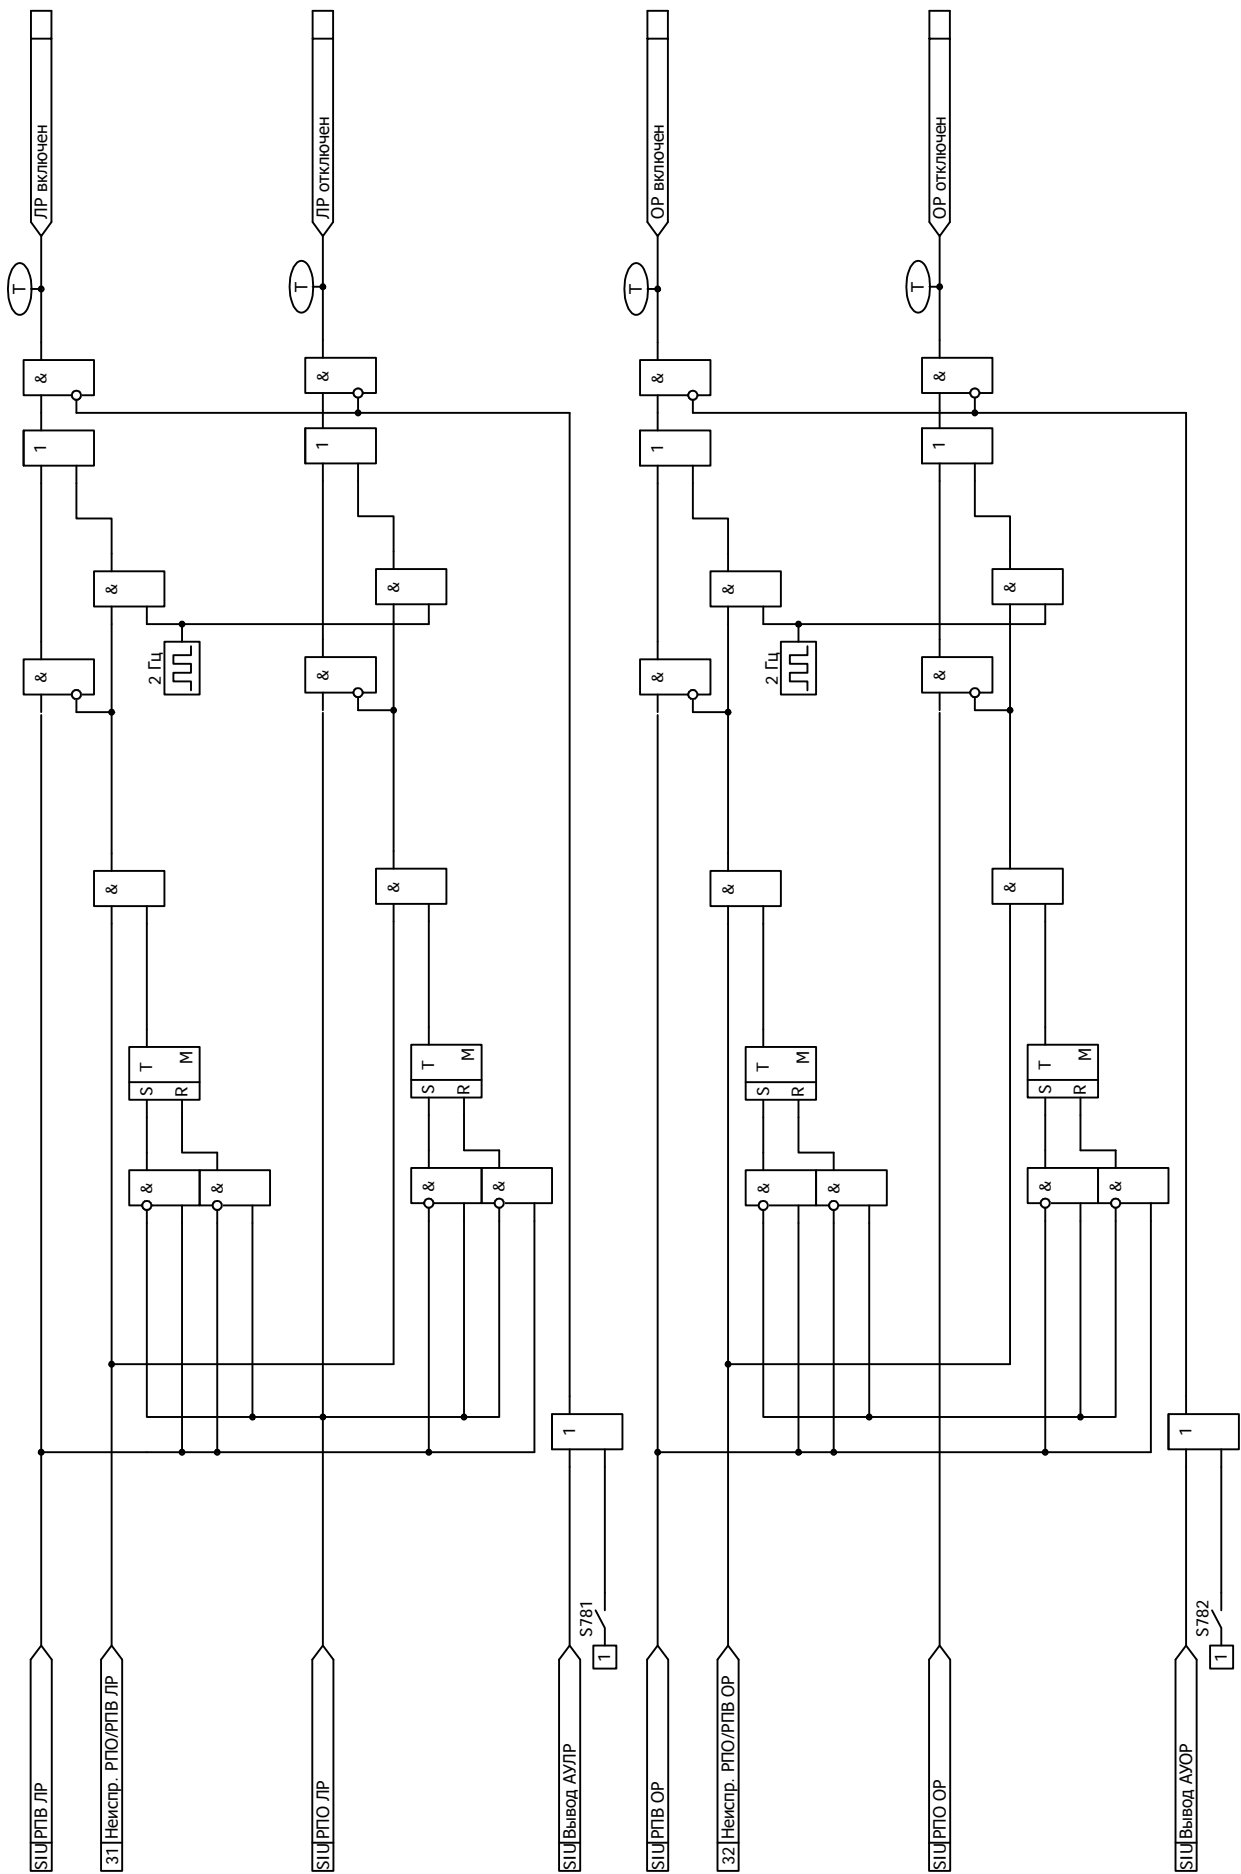 SIU РПВ ЛР
31 Неиспр. РПО/РПВ ЛР
SIU РПО ЛР
SIU Вывод АУЛР
1
S781
&
&
&
&
S T
R M
S T
R M
1
&
&
&
&
2 Гц
&
&
1
1
&
&
T
T
ЛР включен
ЛР отключен
SIU РПВ ОР
32 Неиспр. РПО/РПВ ОР
SIU РПО ОР
SIU Вывод АУОР
1
S782
&
&
&
&
S T
R M
S T
R M
1
&
&
&
&
2 Гц
&
&
1
1
&
&
T
T
ОР включен
ОР отключен